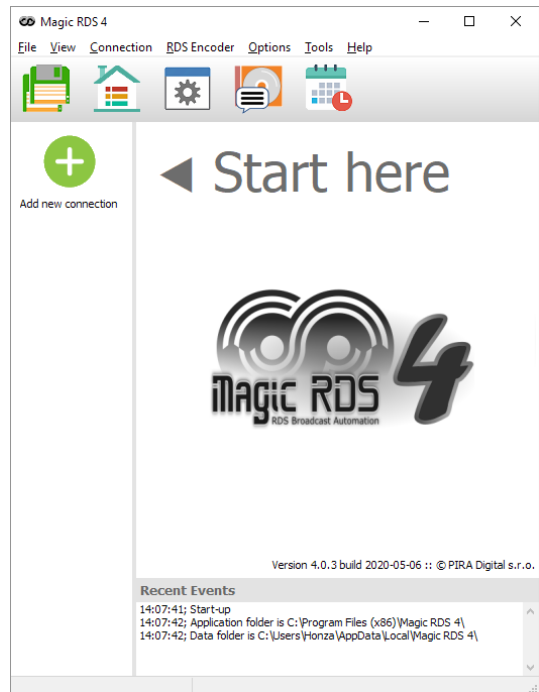 Magic RDS 4
File View Connection RDS Encoder Options Tools Help
Add new connection
Start here
Magic RDS 4
RDS Broadcast Automation
Version 4.0.3 build 2020-05-06 :: © PIRA Digital s.r.o.
Recent Events
14:07:41; Start-up
14:07:42; Application folder is C:\Program Files (x86)\Magic RDS 4\
14:07:42; Data folder is C:\Users\Honza\AppData\Local\Magic RDS 4\